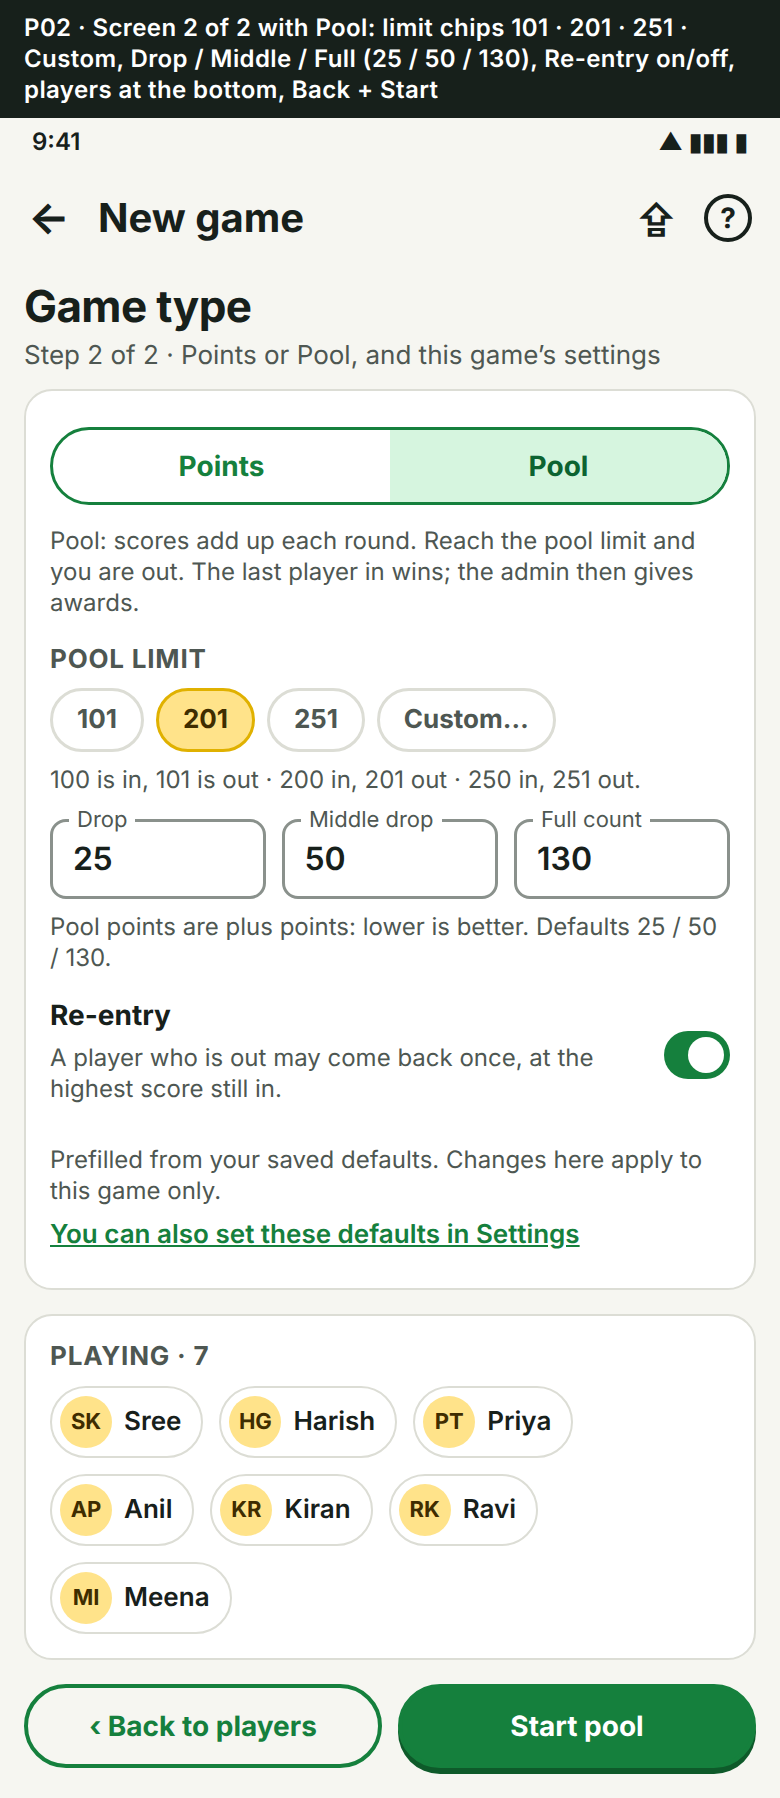 P02 · Screen 2 of 2 with Pool: limit chips 101 · 201 · 251 ·
Custom, Drop / Middle / Full (25 / 50 / 130), Re-entry on/off,
players at the bottom, Back + Start
9:41
New game
?
Game type
Step 2 of 2 · Points or Pool, and this game’s settings
Points Pool
Pool: scores add up each round. Reach the pool limit and
you are out. The last player in wins; the admin then gives
awards.
POOL LIMIT
101 201 251 Custom...
100 is in, 101 is out · 200 in, 201 out · 250 in, 251 out.
Drop Middle drop Full count
25 50 130
Pool points are plus points: lower is better. Defaults 25 / 50
/ 130.
Re-entry
A player who is out may come back once, at the
highest score still in.
Prefilled from your saved defaults. Changes here apply to
this game only.
You can also set these defaults in Settings
PLAYING · 7
SK Sree HG Harish PT Priya
AP Anil KR Kiran RK Ravi
MI Meena
‹ Back to players Start pool